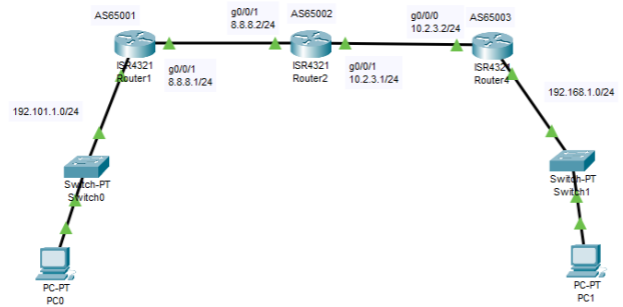 AS65001
g0/0/1
8.8.8.2/24
AS65002
g0/0/0
10.2.3.2/24
AS65003
ISR4321
Router1
g0/0/1
8.8.8.1/24
ISR4321
Router2
g0/0/1
10.2.3.1/24
ISR4321
Router4
192.101.1.0/24
192.168.1.0/24
Switch-PT
Switch0
Switch-PT
Switch1
PC-PT
PC0
PC-PT
PC1